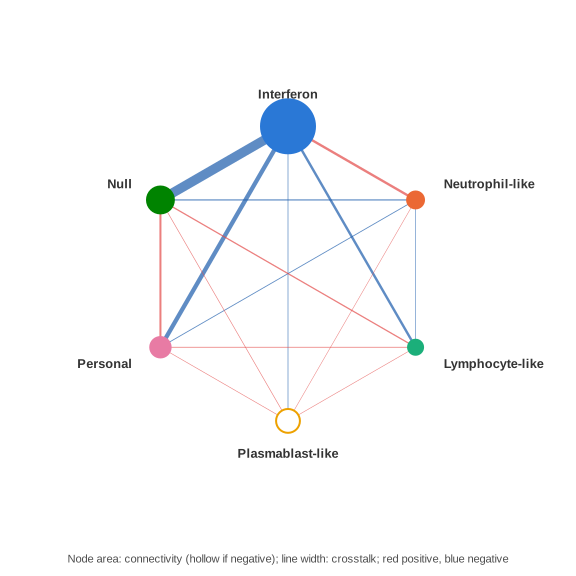 Interferon
Null
Neutrophil-like
Personal
Lymphocyte-like
Plasmablast-like
Node area: connectivity (hollow if negative); line width: crosstalk; red positive, blue negative